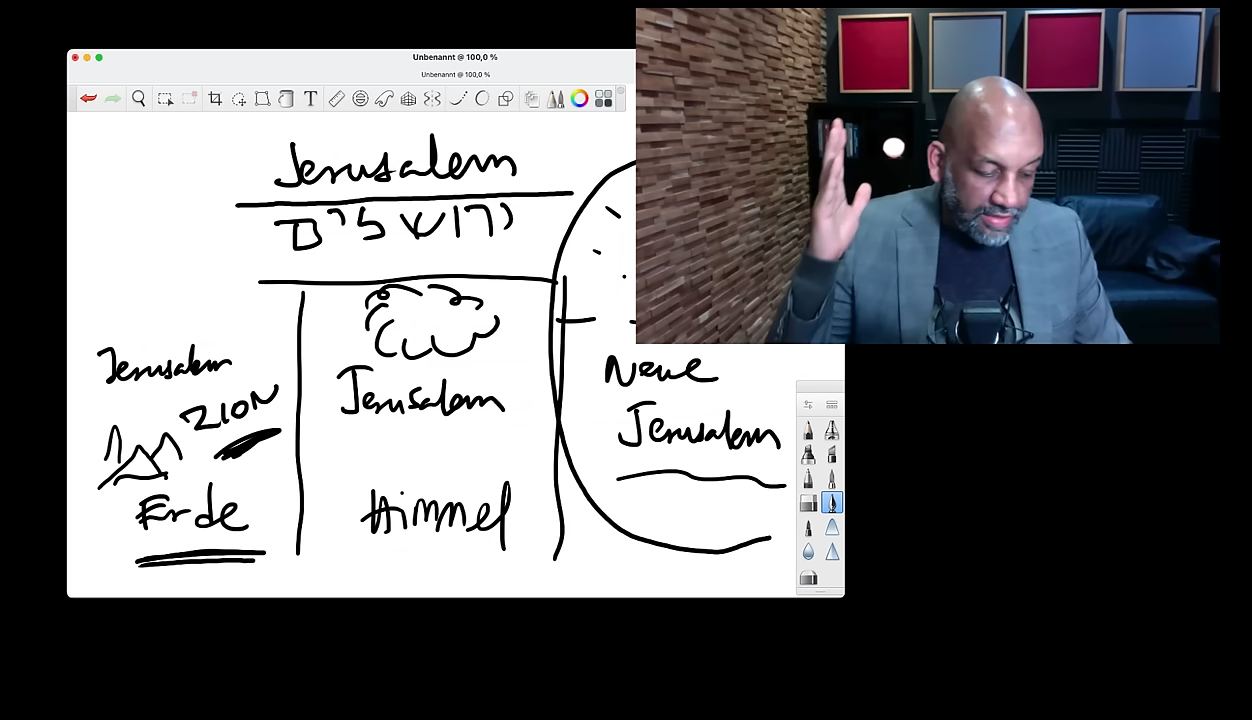 Unbenannt @ 100,0 %
Unbenannt @ 100,0 %
Jerusalem
ירושלים
Jerusalem
ZION
Erde
Jerusalem
Himmel
Neue
Jerusalem